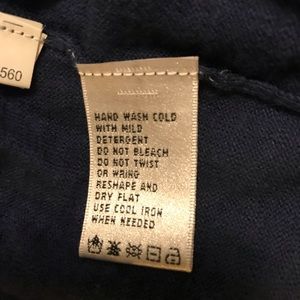 560
HAND WASH COLD
WITH MILD
DETERGENT
DO NOT BLEACH
DO NOT TWIST
OR WRING
RESHAPE AND
DRY FLAT
USE COOL IRON
WHEN NEEDED